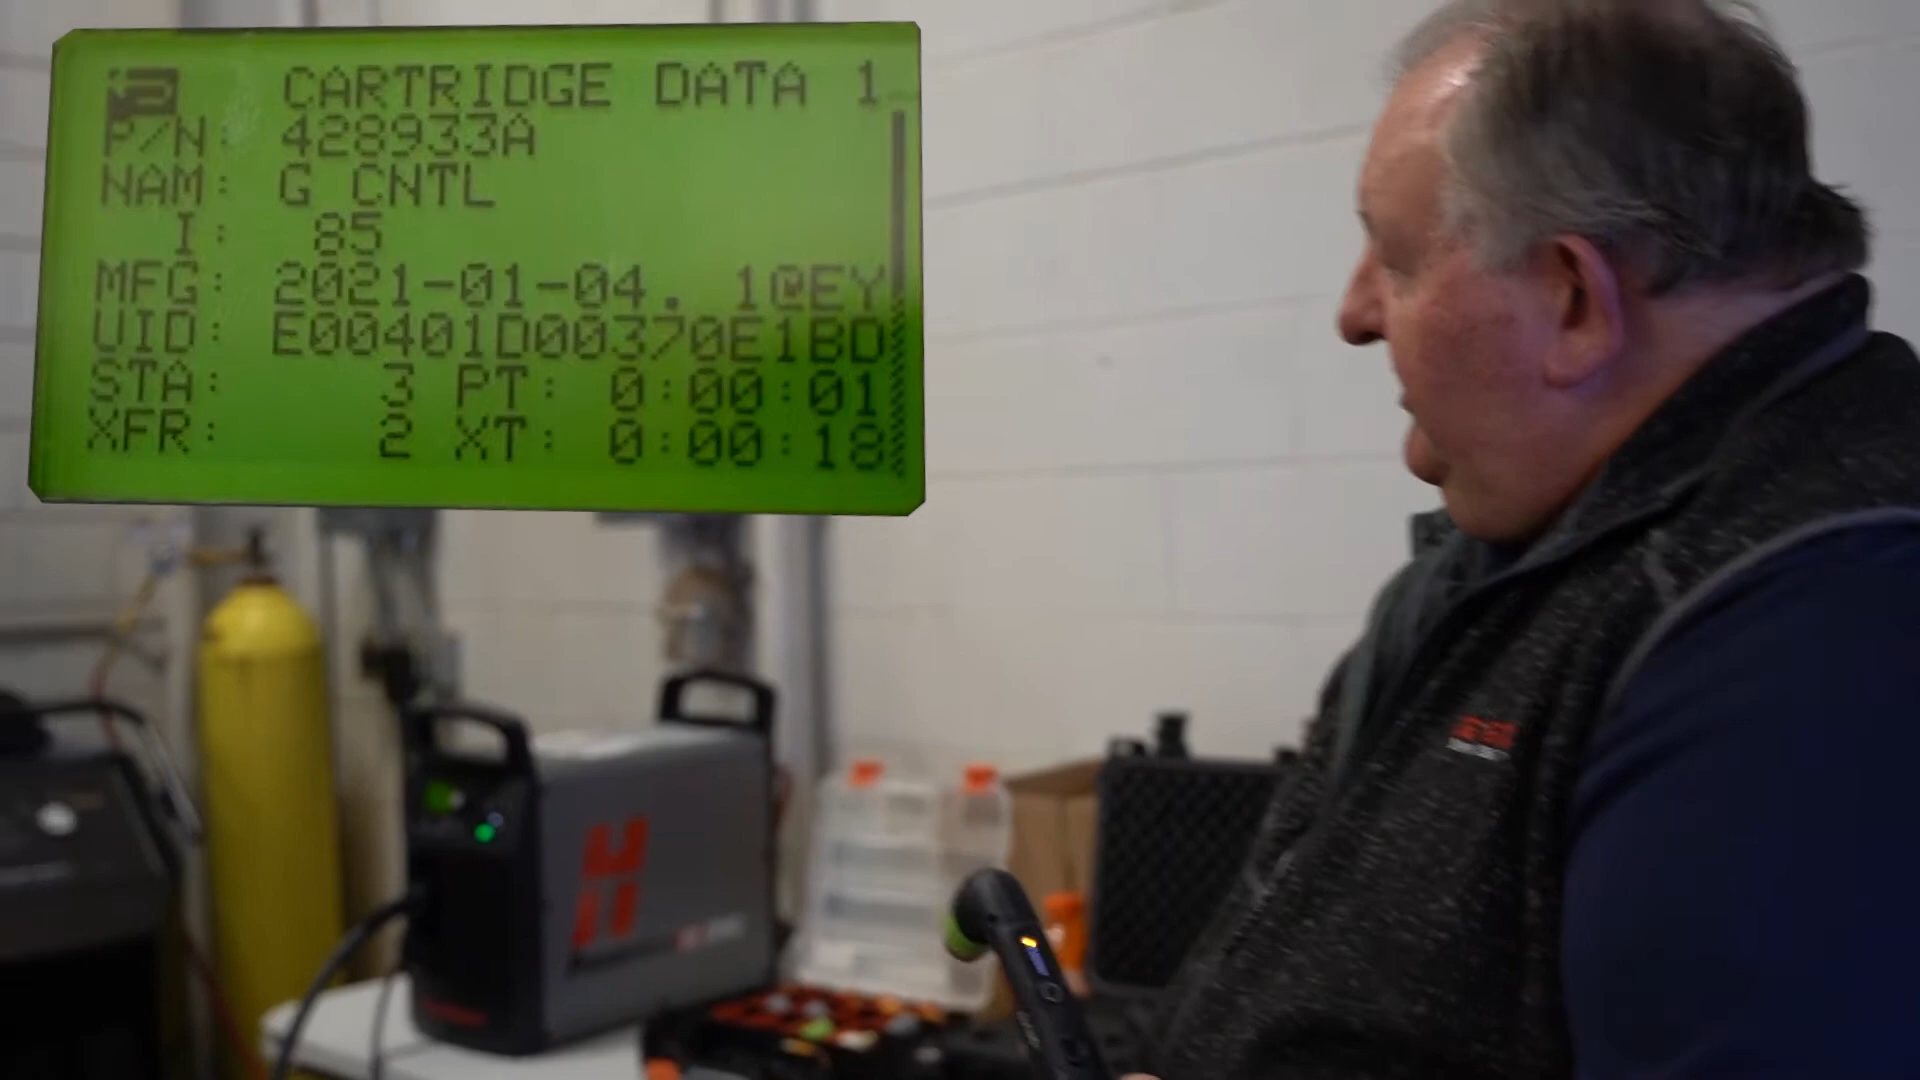 CARTRIDGE DATA 1
P/N: 428933A
NAM: G CNTL
I: 85
MFG: 2021-01-04. 1@EY
UID: E00401D00370E1BD
STA: 3 PT: 0:00:01
XFR: 2 XT: 0:00:18